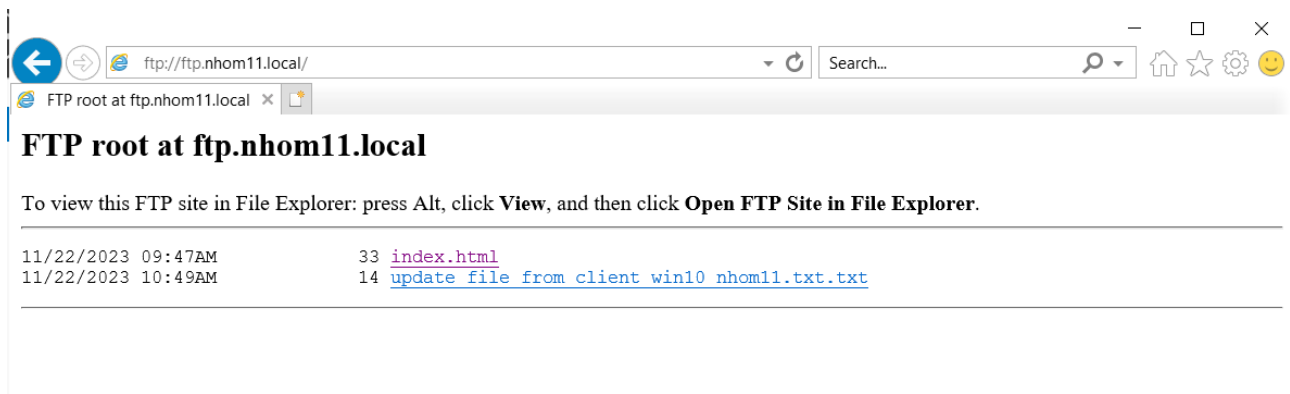 ftp://ftp.nhom11.local/
Search...
FTP root at ftp.nhom11.local
FTP root at ftp.nhom11.local
To view this FTP site in File Explorer: press Alt, click View, and then click Open FTP Site in File Explorer.
11/22/2023 09:47AM 33 index.html
11/22/2023 10:49AM 14 update file from client win10 nhom11.txt.txt